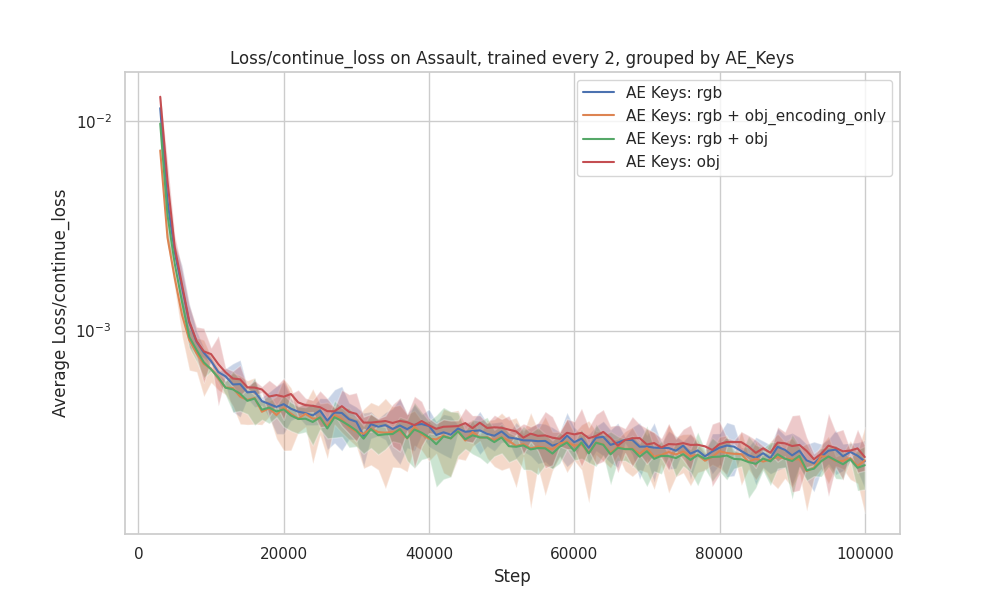 Loss/continue_loss on Assault, trained every 2, grouped by AE_Keys
AE Keys: rgb
AE Keys: rgb + obj_encoding_only
AE Keys: rgb + obj
AE Keys: obj
Average Loss/continue_loss
10⁻²
10⁻³
0
20000
40000
60000
80000
100000
Step